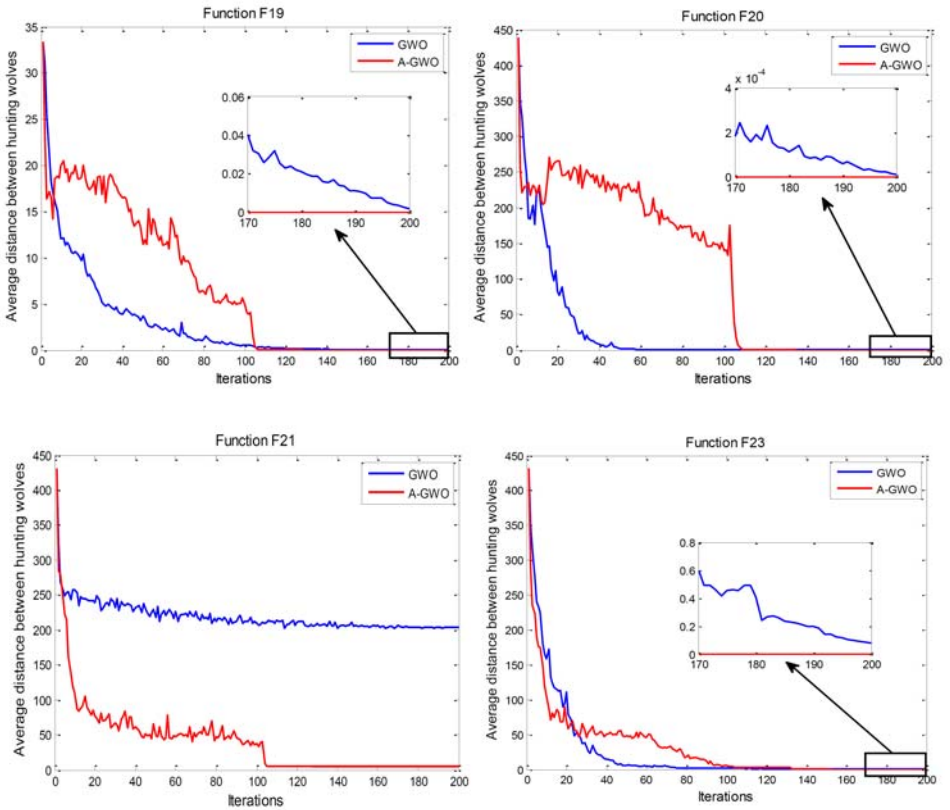 Function F19
Average distance between hunting wolves
35
30
25
20
15
10
5
0
GWO
A-GWO
0.06
0.04
0.02
0
170 180 190 200
0 20 40 60 80 100 120 140 160 180 200
Iterations
Function F20
Average distance between hunting wolves
450
400
350
300
250
200
150
100
50
0
GWO
A-GWO
x 10-4
4
2
0
170 180 190 200
0 20 40 60 80 100 120 140 160 180 200
Iterations
Function F21
Average distance between hunting wolves
450
400
350
300
250
200
150
100
50
0
GWO
A-GWO
0 20 40 60 80 100 120 140 160 180 200
Iterations
Function F23
Average distance between hunting wolves
450
400
350
300
250
200
150
100
50
0
GWO
A-GWO
0.8
0.6
0.4
0.2
0
170 180 190 200
0 20 40 60 80 100 120 140 160 180 200
Iterations